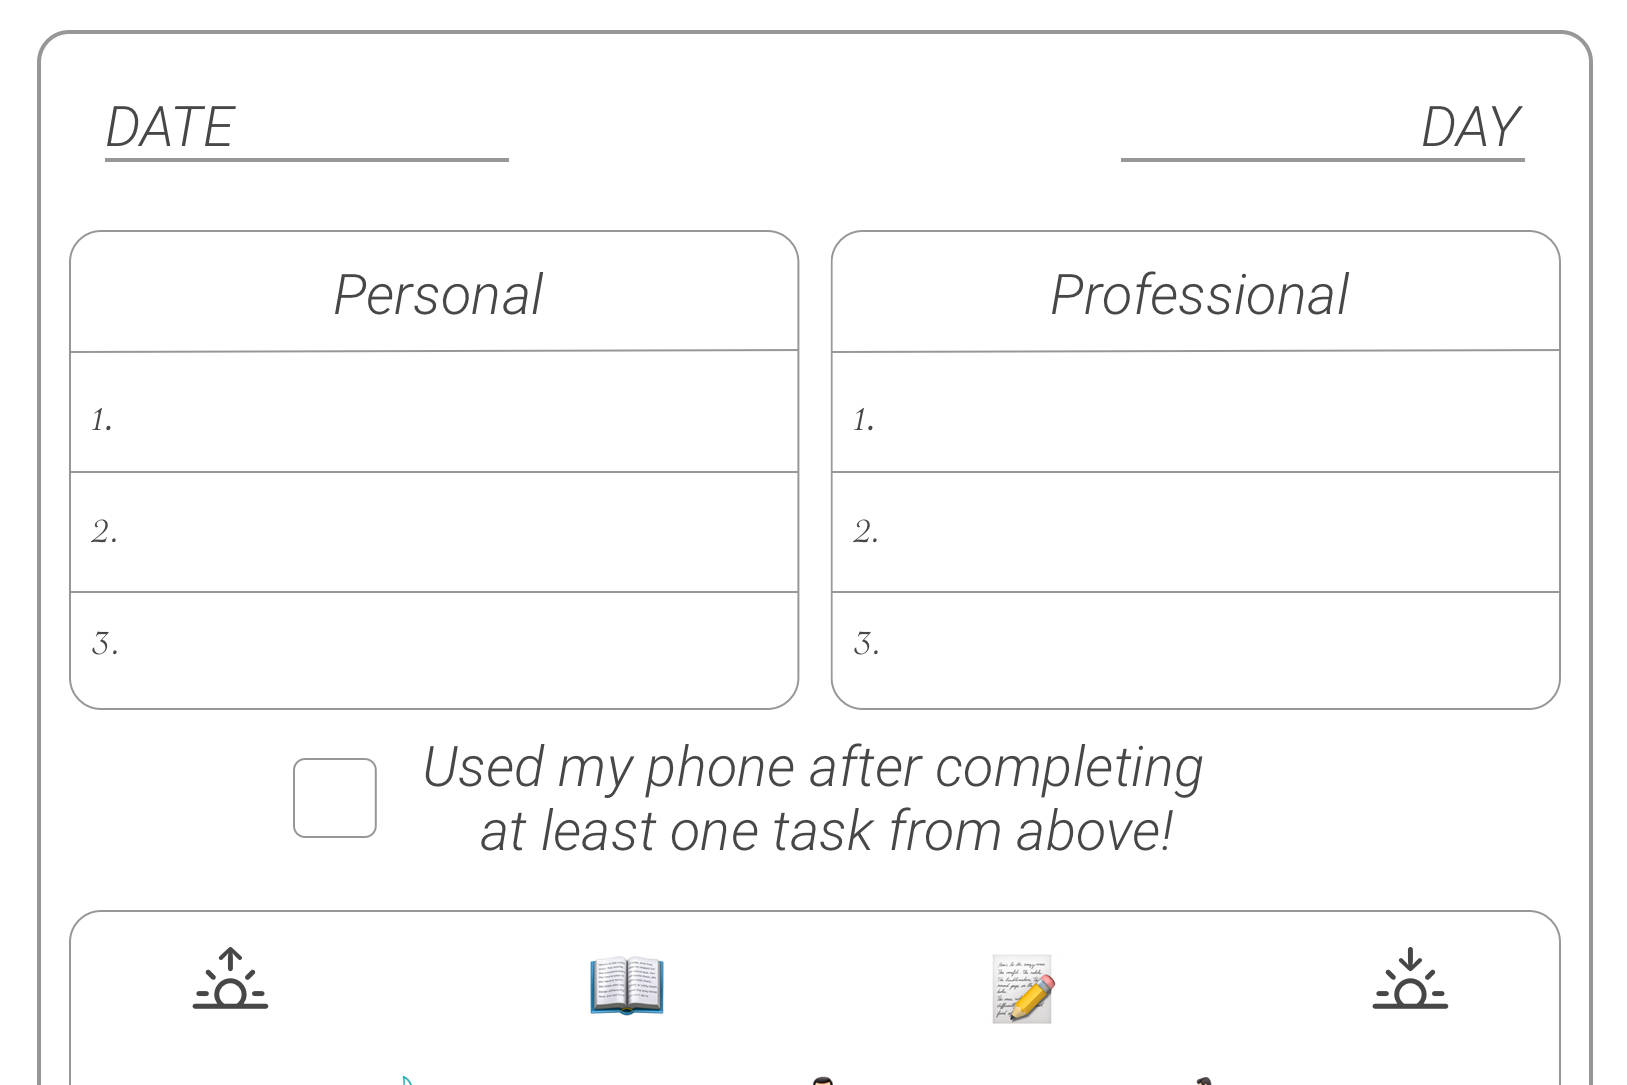 DATE
DAY
Personal
1.
2.
3.
Professional
1.
2.
3.
Used my phone after completing
at least one task from above!